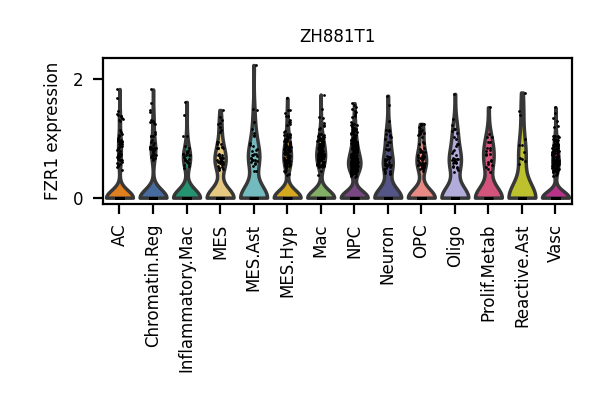 ZH881T1
FZR1 expression
2
0
AC
Chromatin.Reg
Inflammatory.Mac
MES
MES.Ast
MES.Hyp
Mac
NPC
Neuron
OPC
Oligo
Prolif.Metab
Reactive.Ast
Vasc